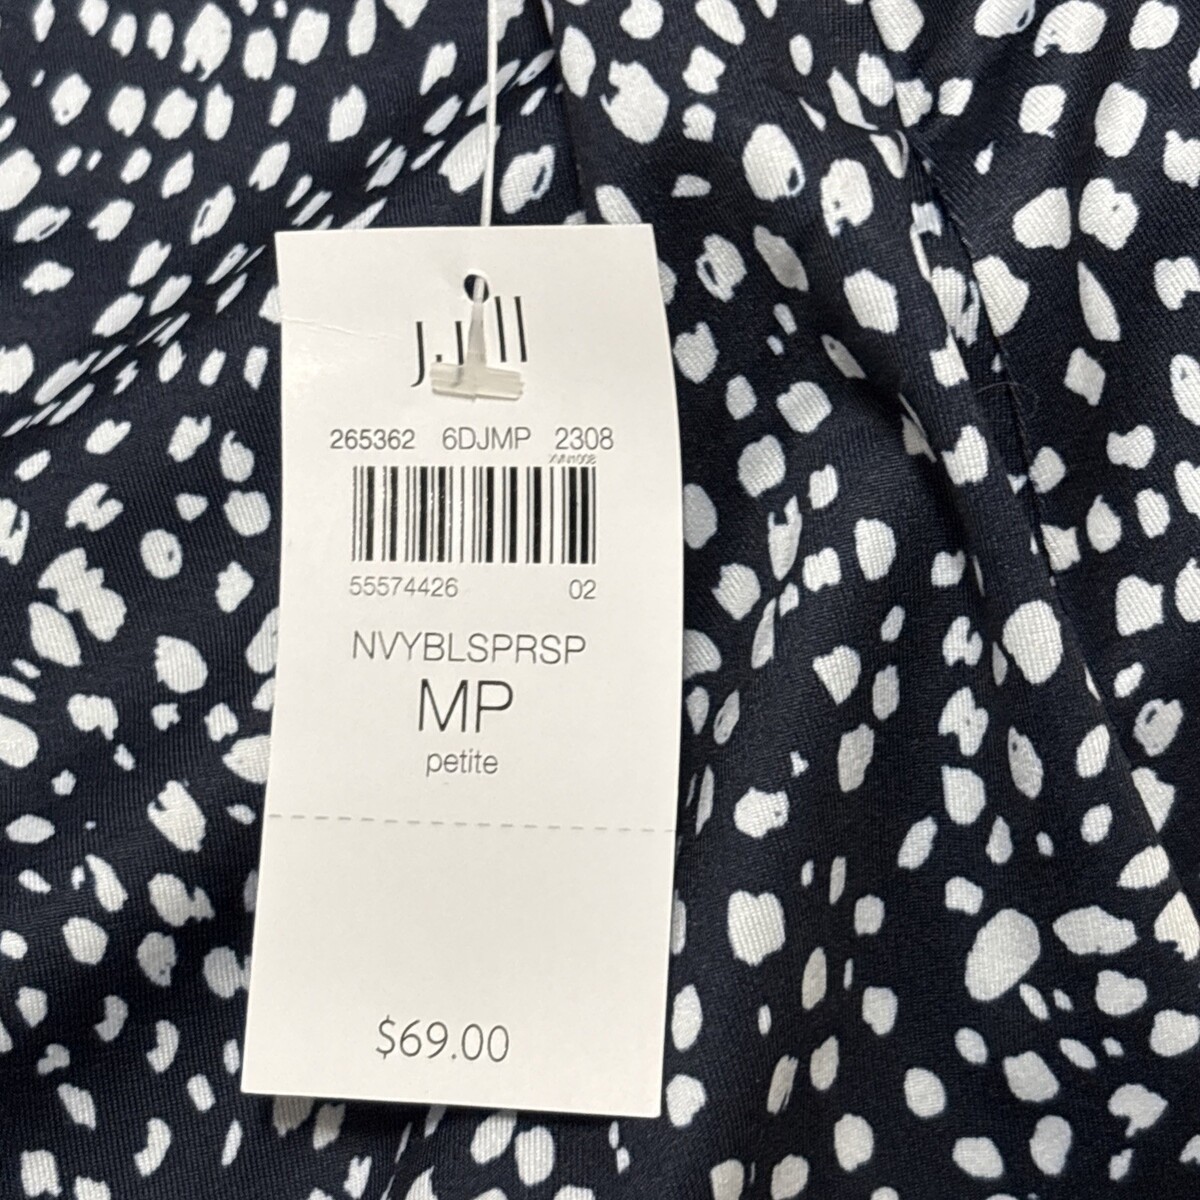 J.Jill
265362 6DJMP 2308
55574426 02
NVYBLSPRSP
MP
petite
$69.00